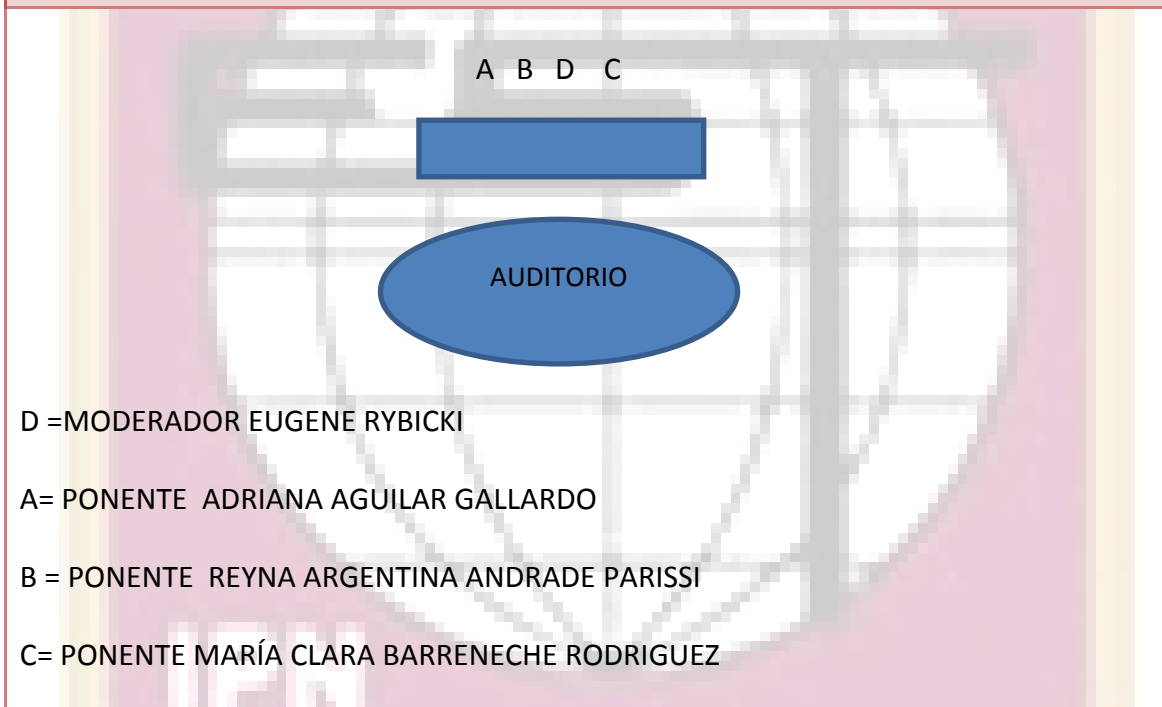 A B D C
AUDITORIO
D =MODERADOR EUGENE RYBICKI
A= PONENTE ADRIANA AGUILAR GALLARDO
B = PONENTE REYNA ARGENTINA ANDRADE PARISSI
C= PONENTE MARÍA CLARA BARRENECHE RODRIGUEZ